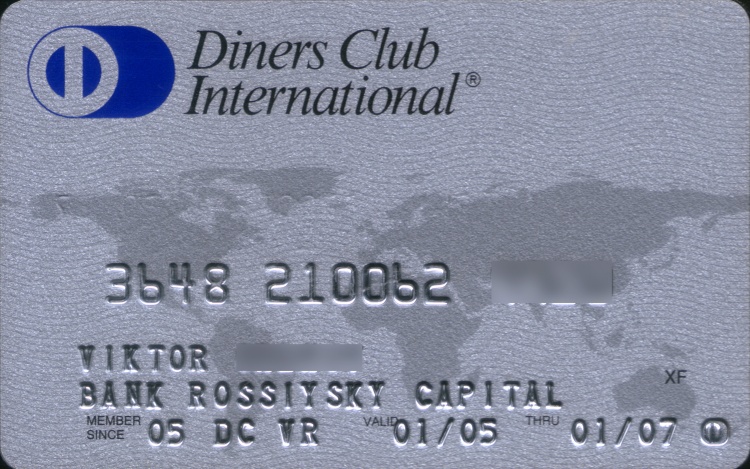 Diners Club
International®
3648 210062
VIKTOR
BANK ROSSIYSKY CAPITAL
XF
MEMBER SINCE 05 DC VR VALID 01/05 THRU 01/07